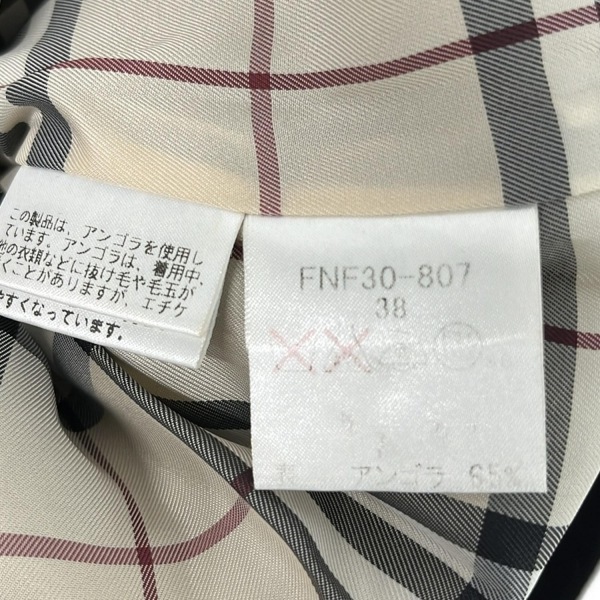 この製品は、アンゴラを使用し
ています。アンゴラは、着用中、
他の衣類などに抜け毛や毛玉が
くことがありますが、エチケ
やすくなっています。
FNF30-807
38
アンゴラ 65%